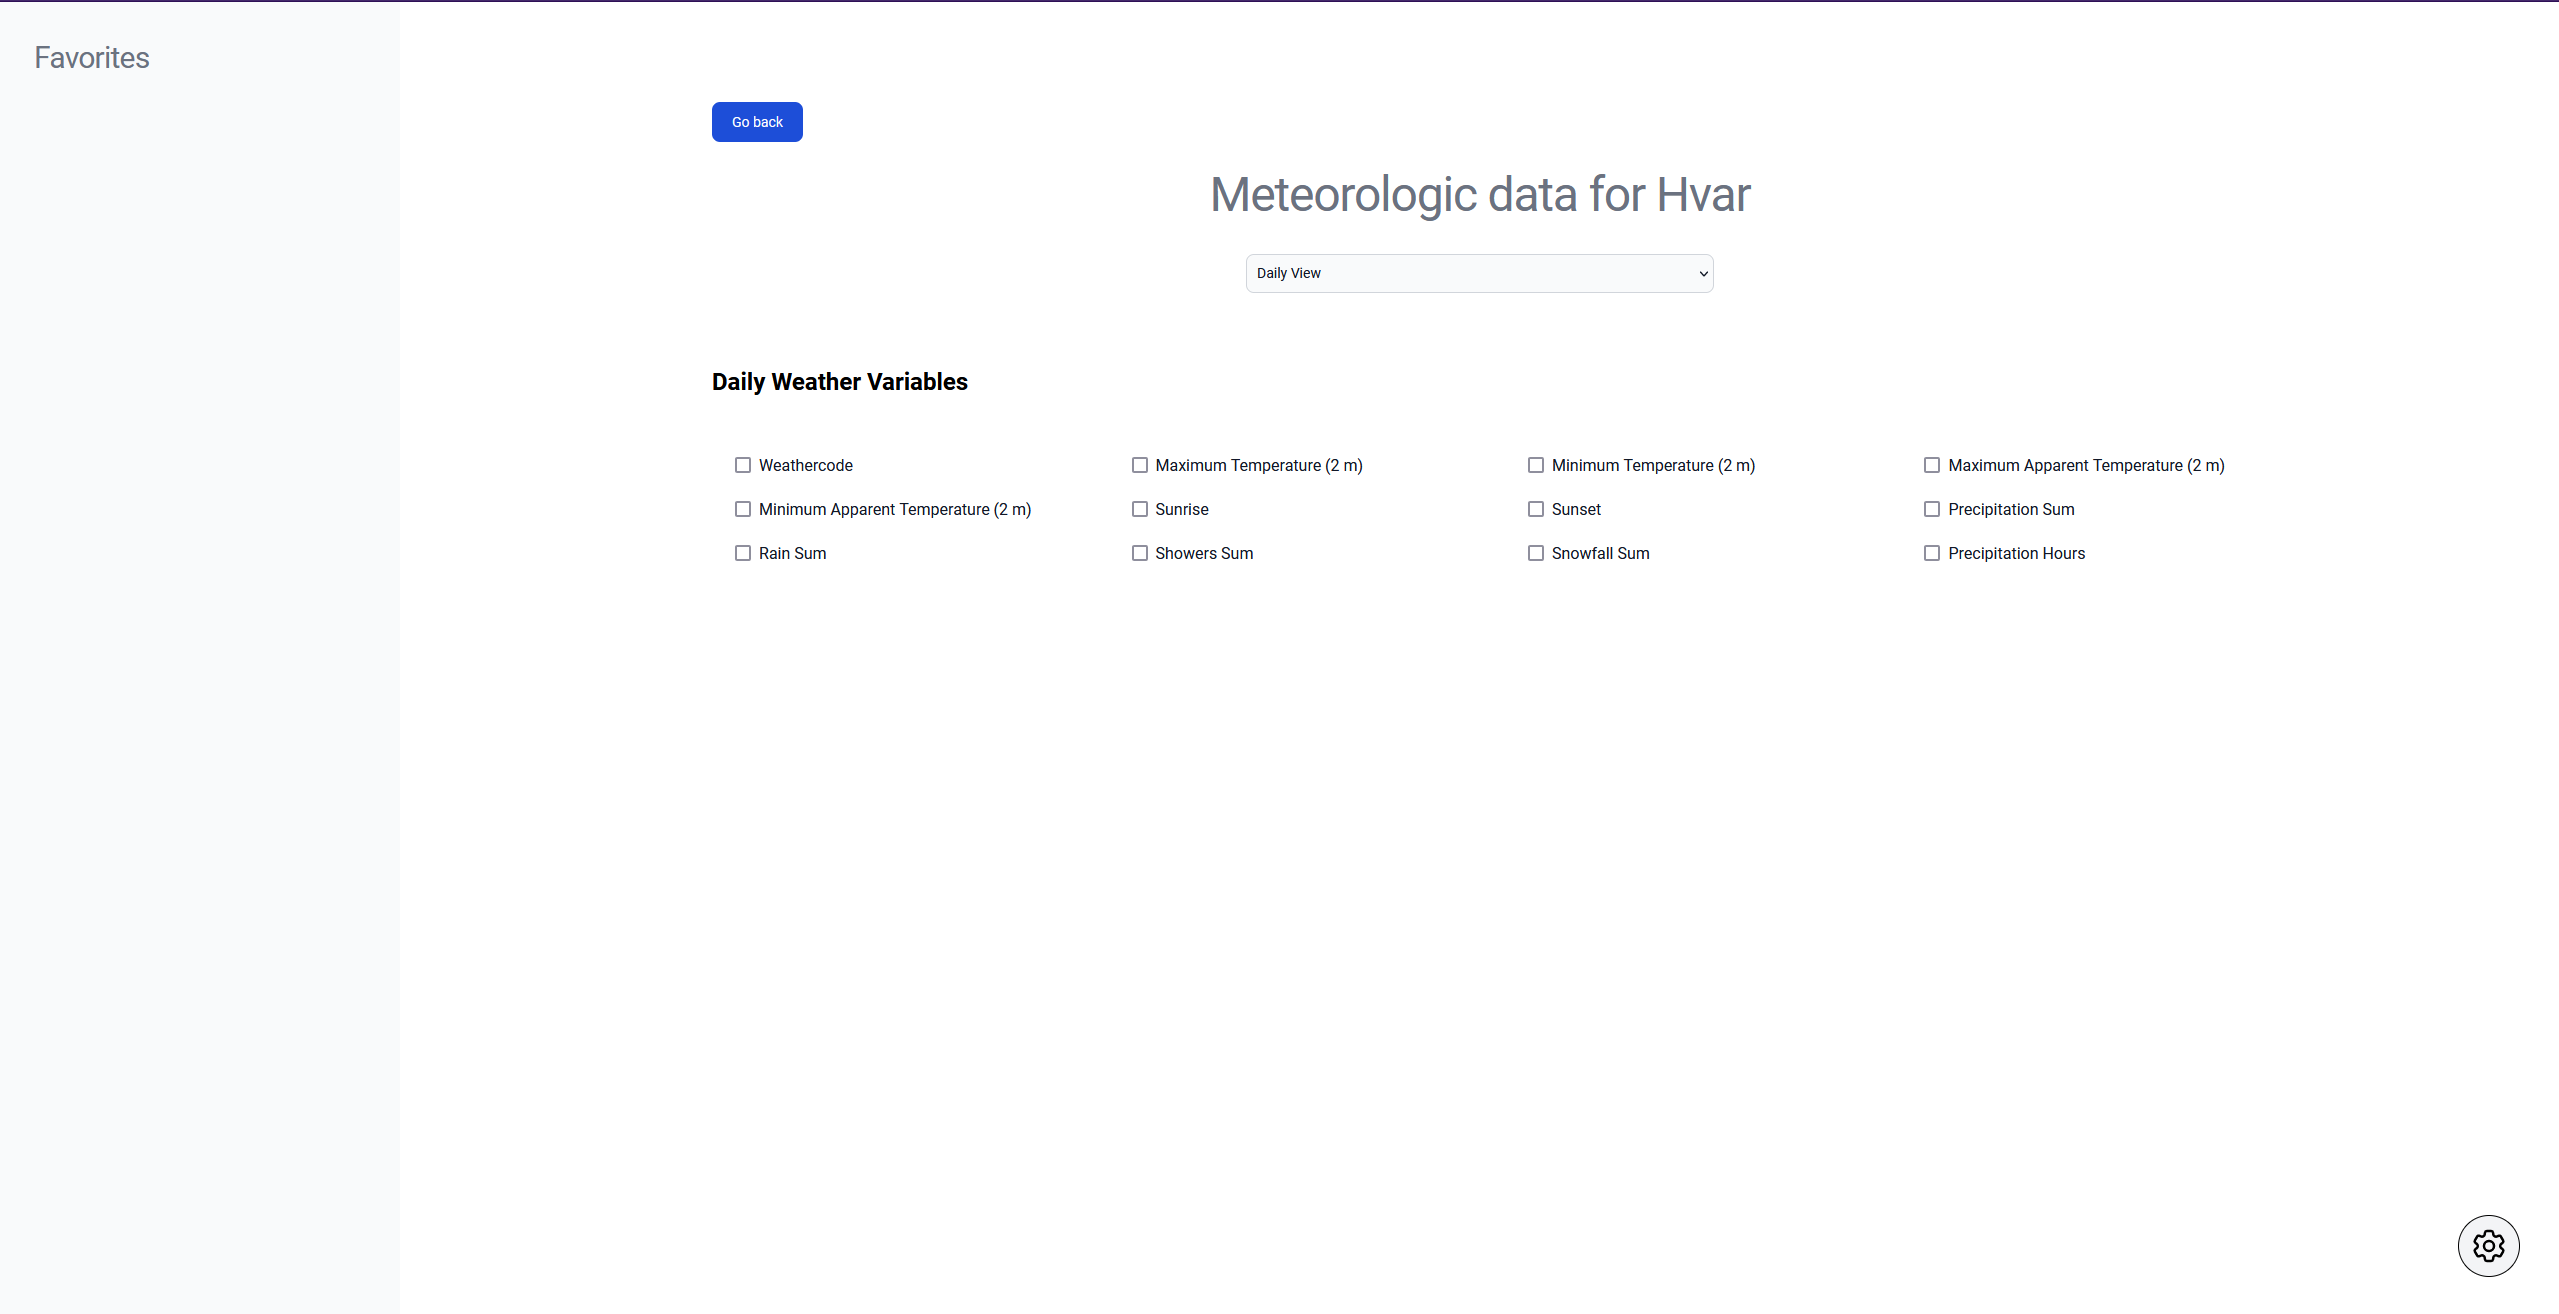 Favorites
Go back
Meteorologic data for Hvar
Daily View
Daily Weather Variables
Weathercode
Maximum Temperature (2 m)
Minimum Temperature (2 m)
Maximum Apparent Temperature (2 m)
Minimum Apparent Temperature (2 m)
Sunrise
Sunset
Precipitation Sum
Rain Sum
Showers Sum
Snowfall Sum
Precipitation Hours